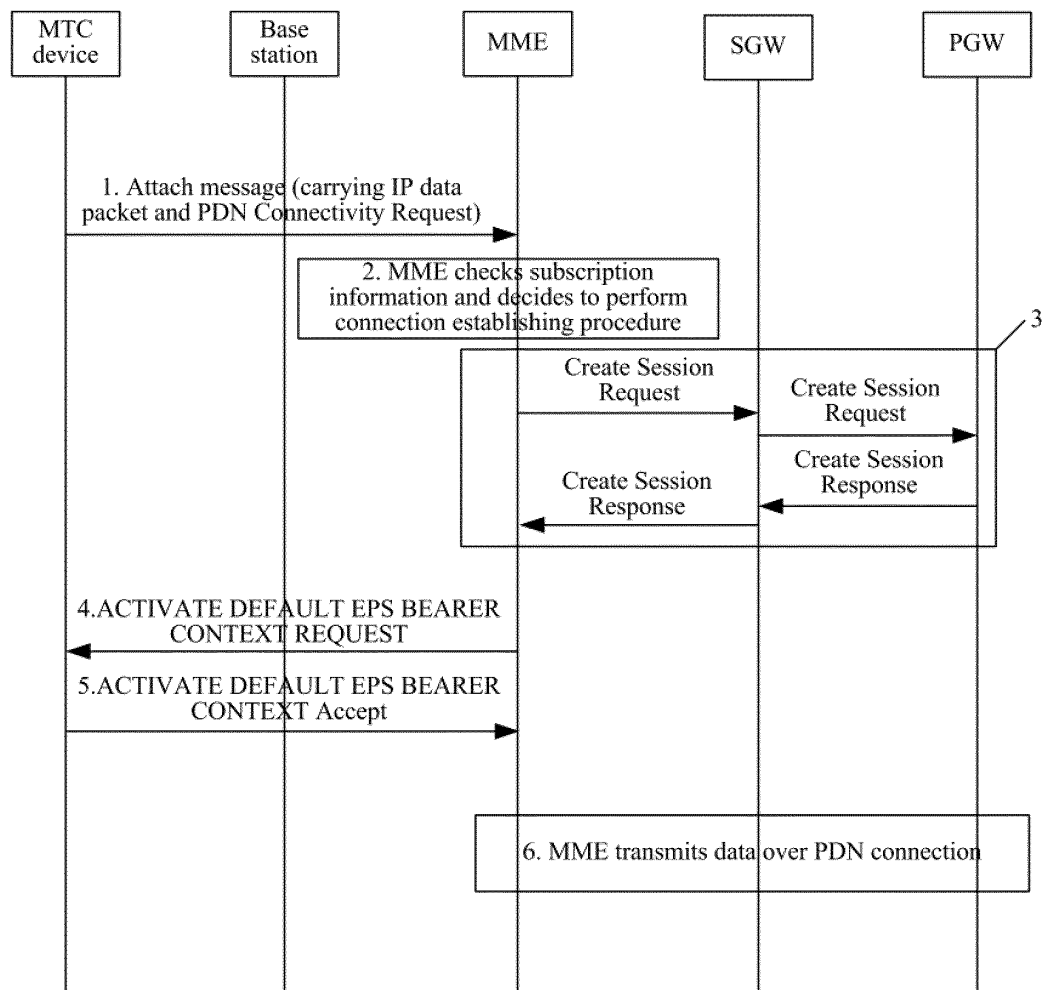 MTC
device
Base
station
MME
SGW
PGW
1. Attach message (carrying IP data
packet and PDN Connectivity Request)
2. MME checks subscription
information and decides to perform
connection establishing procedure
3
Create Session
Request
Create Session
Request
Create Session
Response
Create Session
Response
4.ACTIVATE DEFAULT EPS BEARER
CONTEXT REQUEST
5.ACTIVATE DEFAULT EPS BEARER
CONTEXT Accept
6. MME transmits data over PDN connection